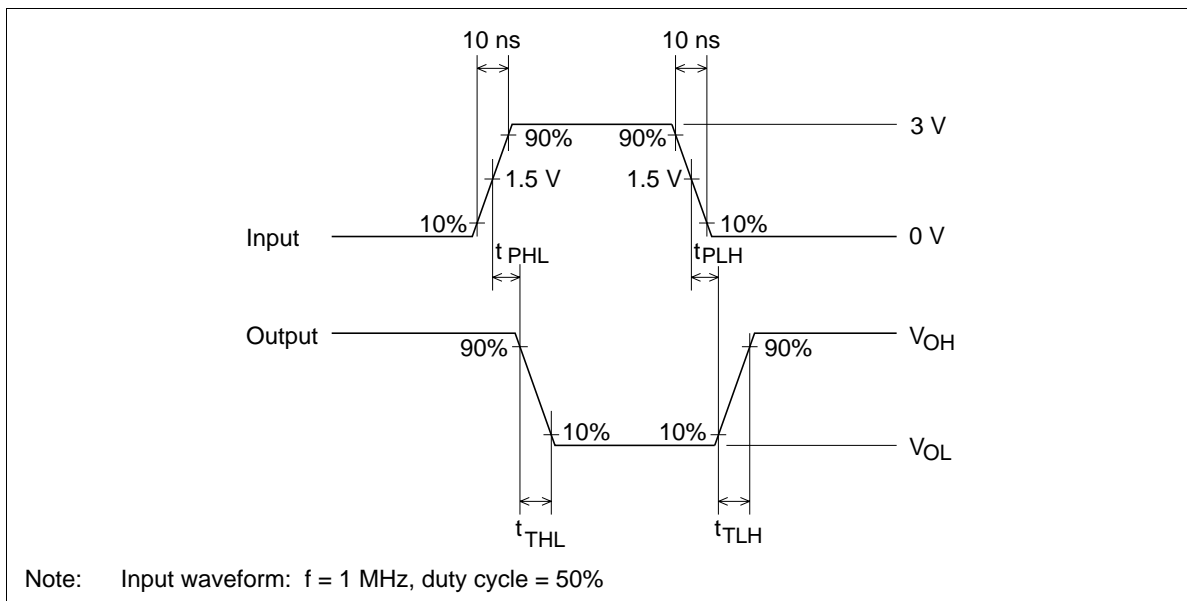 10 ns 10 ns
3 V
90% 90%
1.5 V 1.5 V
10% 10%
Input 0 V
t PHL t PLH
Output VOH
90% 90%
10% 10%
VOL
tTHL tTLH
Note: Input waveform: f = 1 MHz, duty cycle = 50%